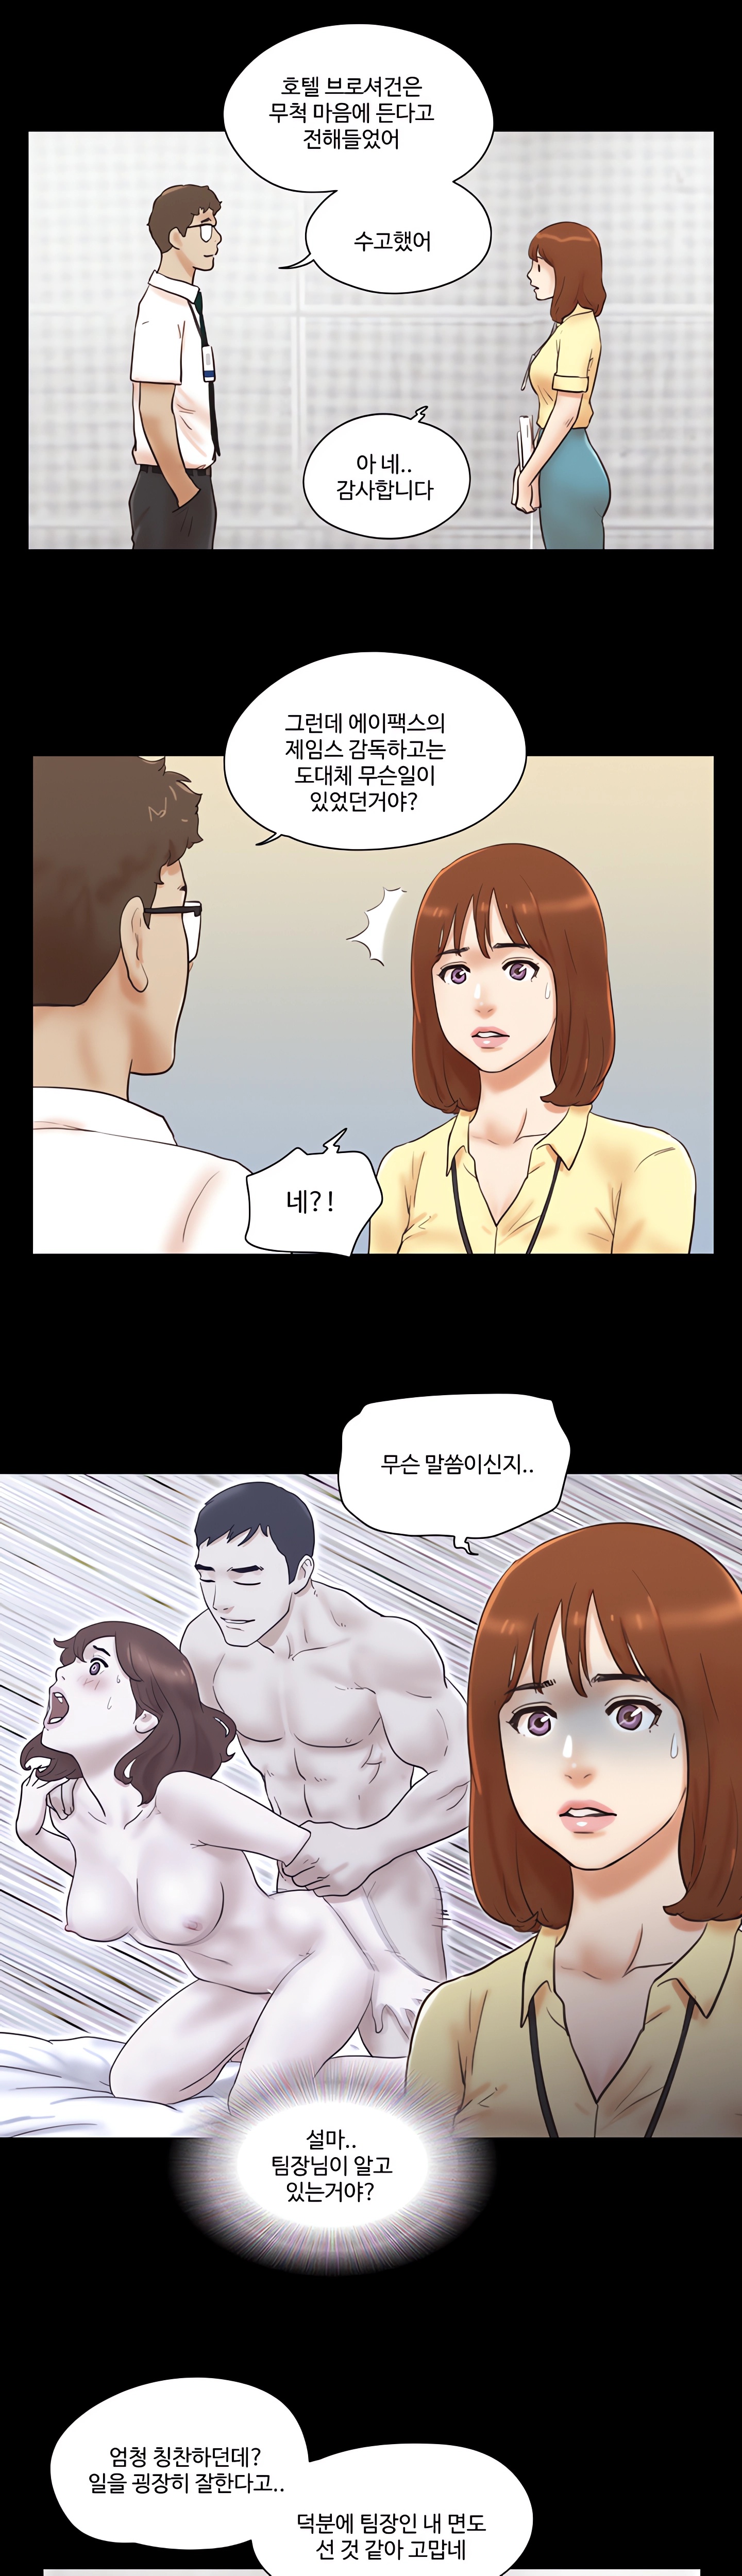 호텔 브로셔건은
무척 마음에 든다고
전해들었어
수고했어
아 네..
감사합니다
그런데 에이팩스의
제임스 감독하고는
도대체 무슨일이
있었던거야?
네?!
무슨 말씀이신지..
설마..
팀장님이 알고
있는거야?
엄청 칭찬하던데?
일을 굉장히 잘한다고..
덕분에 팀장인 내 면도
선 것 같아 고맙네